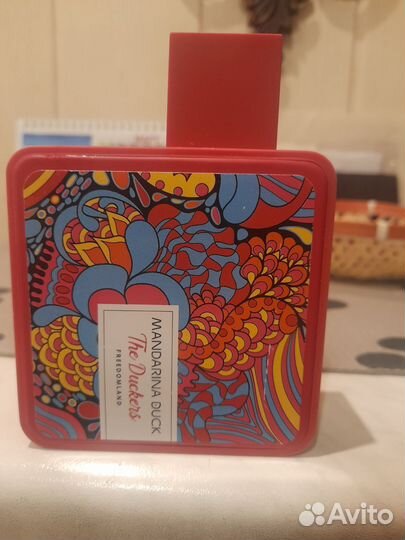 MANDARINA DUCK
The Duckers
FREEDOMLAND
Avito